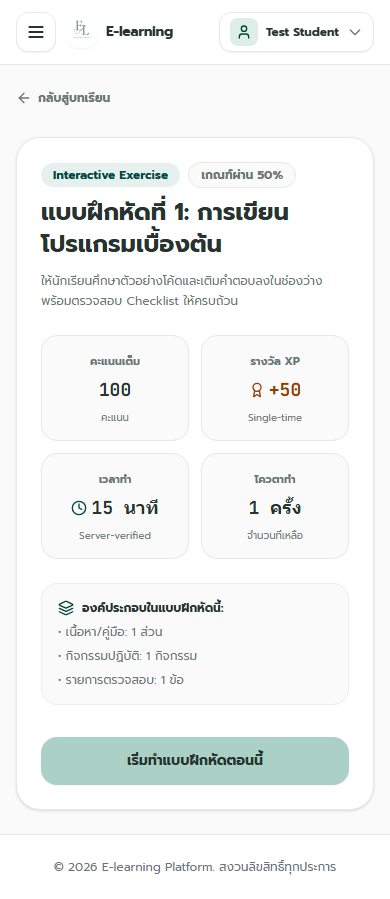 EL
E-learning
Test Student
กลับสู่บทเรียน
Interactive Exercise
เกณฑ์ผ่าน 50%
แบบฝึกหัดที่ 1: การเขียน
โปรแกรมเบื้องต้น
ให้นักเรียนศึกษาตัวอย่างโค้ดและเติมคำตอบลงในช่องว่าง
พร้อมตรวจสอบ Checklist ให้ครบถ้วน
คะแนนเต็ม
100
คะแนน
รางวัล XP
+50
Single-time
เวลาทำ
15 นาที
Server-verified
โควตาทำ
1 ครั้ง
จำนวนที่เหลือ
องค์ประกอบในแบบฝึกหัดนี้:
• เนื้อหา/คู่มือ: 1 ส่วน
• กิจกรรมปฏิบัติ: 1 กิจกรรม
• รายการตรวจสอบ: 1 ข้อ
เริ่มทำแบบฝึกหัดตอนนี้
© 2026 E-learning Platform. สงวนลิขสิทธิ์ทุกประการ